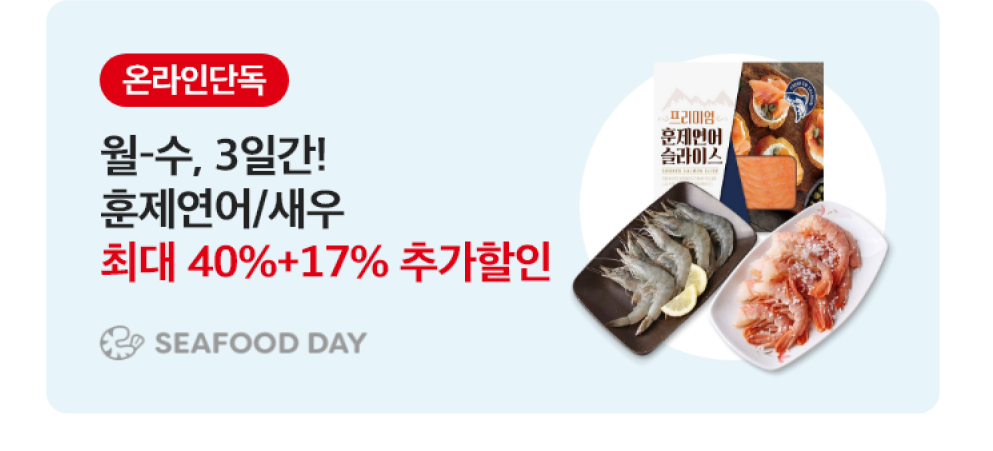 온라인단독
월-수, 3일간!
훈제연어/새우
최대 40%+17% 추가할인
SEAFOOD DAY
프리미엄
훈제연어
슬라이스